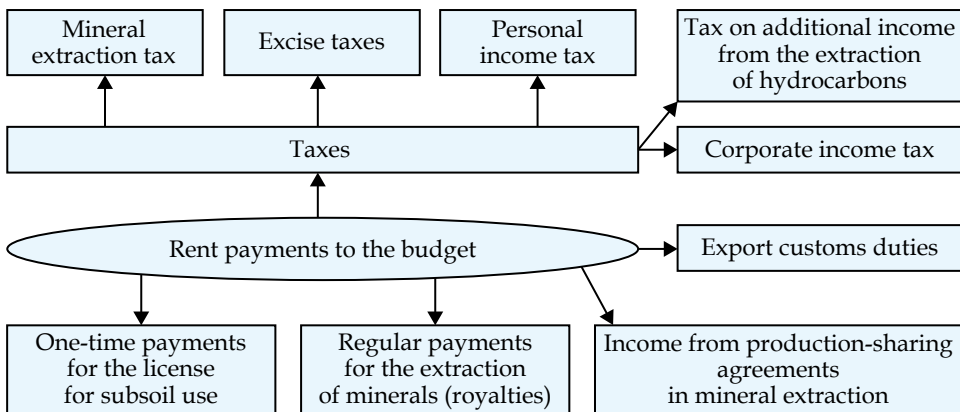 Mineral
extraction tax
Excise taxes
Personal
income tax
Tax on additional income
from the extraction
of hydrocarbons
Taxes
Corporate income tax
Rent payments to the budget
Export customs duties
One-time payments
for the license
for subsoil use
Regular payments
for the extraction
of minerals (royalties)
Income from production-sharing
agreements
in mineral extraction